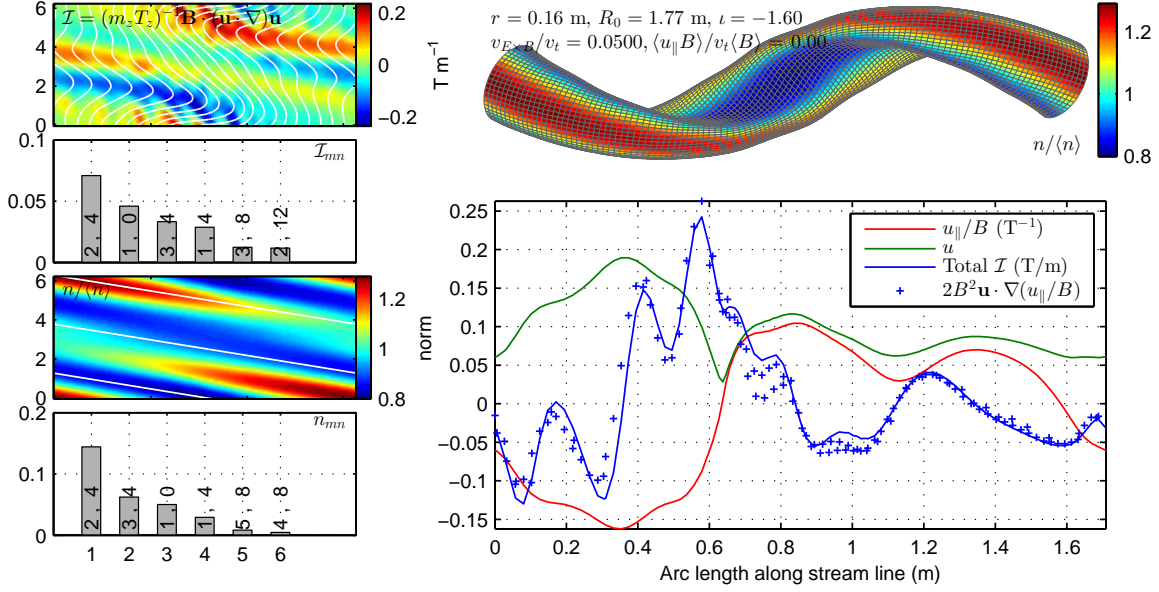 ℐ = (m_z T_z)^{-1} B · (u · ∇)u
6
4
2
0
0.2
0
-0.2
T m⁻¹
r = 0.16 m, R₀ = 1.77 m, ι = −1.60
v_{E×B}/v_t = 0.0500, ⟨u_∥B⟩/v_t⟨B⟩ = 0.00
1.2
1
0.8
n/⟨n⟩
0.1
0.05
0
ℐ_{mn}
2, 4
1, 0
3, 4
1, 4
3, 8
2, 12
n/⟨n⟩
6
4
2
0
1.2
1
0.8
norm
0.2
0.1
0
n_{mn}
2, 4
3, 4
1, 0
1, 4
5, 8
4, 8
1 2 3 4 5 6
0.25
0.2
0.15
0.1
0.05
0
−0.05
−0.1
−0.15
u_∥/B (T⁻¹)
u
Total ℐ (T/m)
2B²u · ∇(u_∥/B)
0 0.2 0.4 0.6 0.8 1 1.2 1.4 1.6
Arc length along stream line (m)